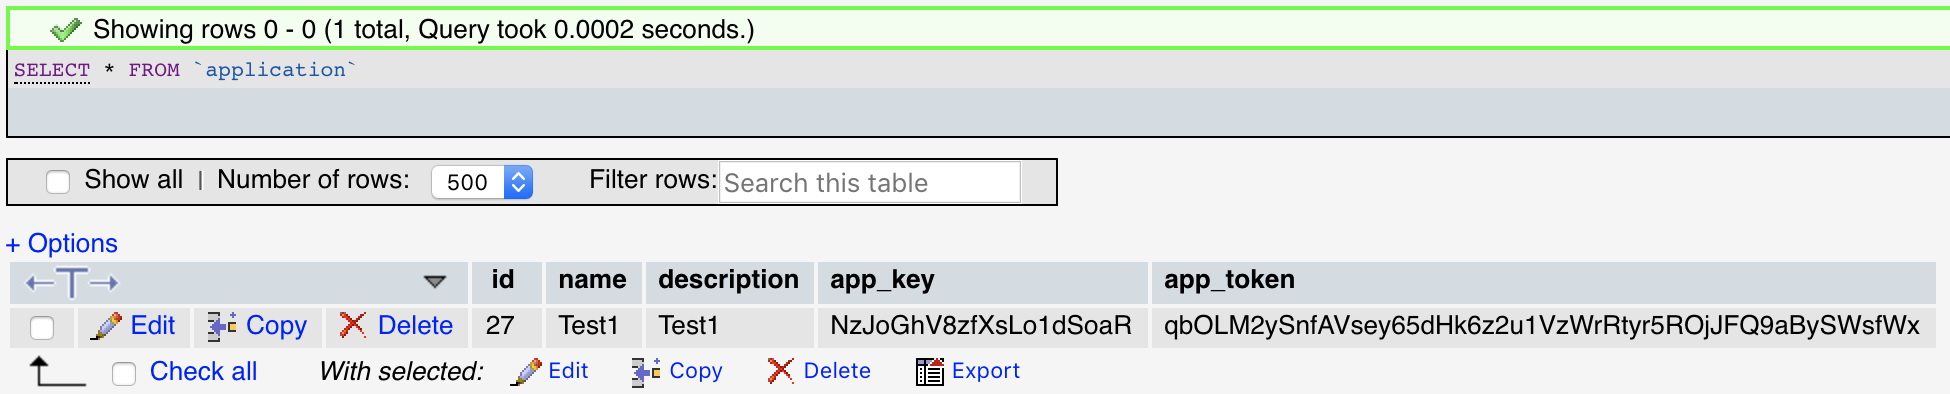 Showing rows 0 - 0 (1 total, Query took 0.0002 seconds.)
SELECT * FROM `application`
Show all | Number of rows: 500 Filter rows: Search this table
+ Options
←T→ id name description app_key app_token
Edit Copy Delete 27 Test1 Test1 NzJoGhV8zfXsLo1dSoaR qbOLM2ySnfAVsey65dHk6z2u1VzWrRtyr5ROjJFQ9aBySWsfWx
Check all With selected: Edit Copy Delete Export